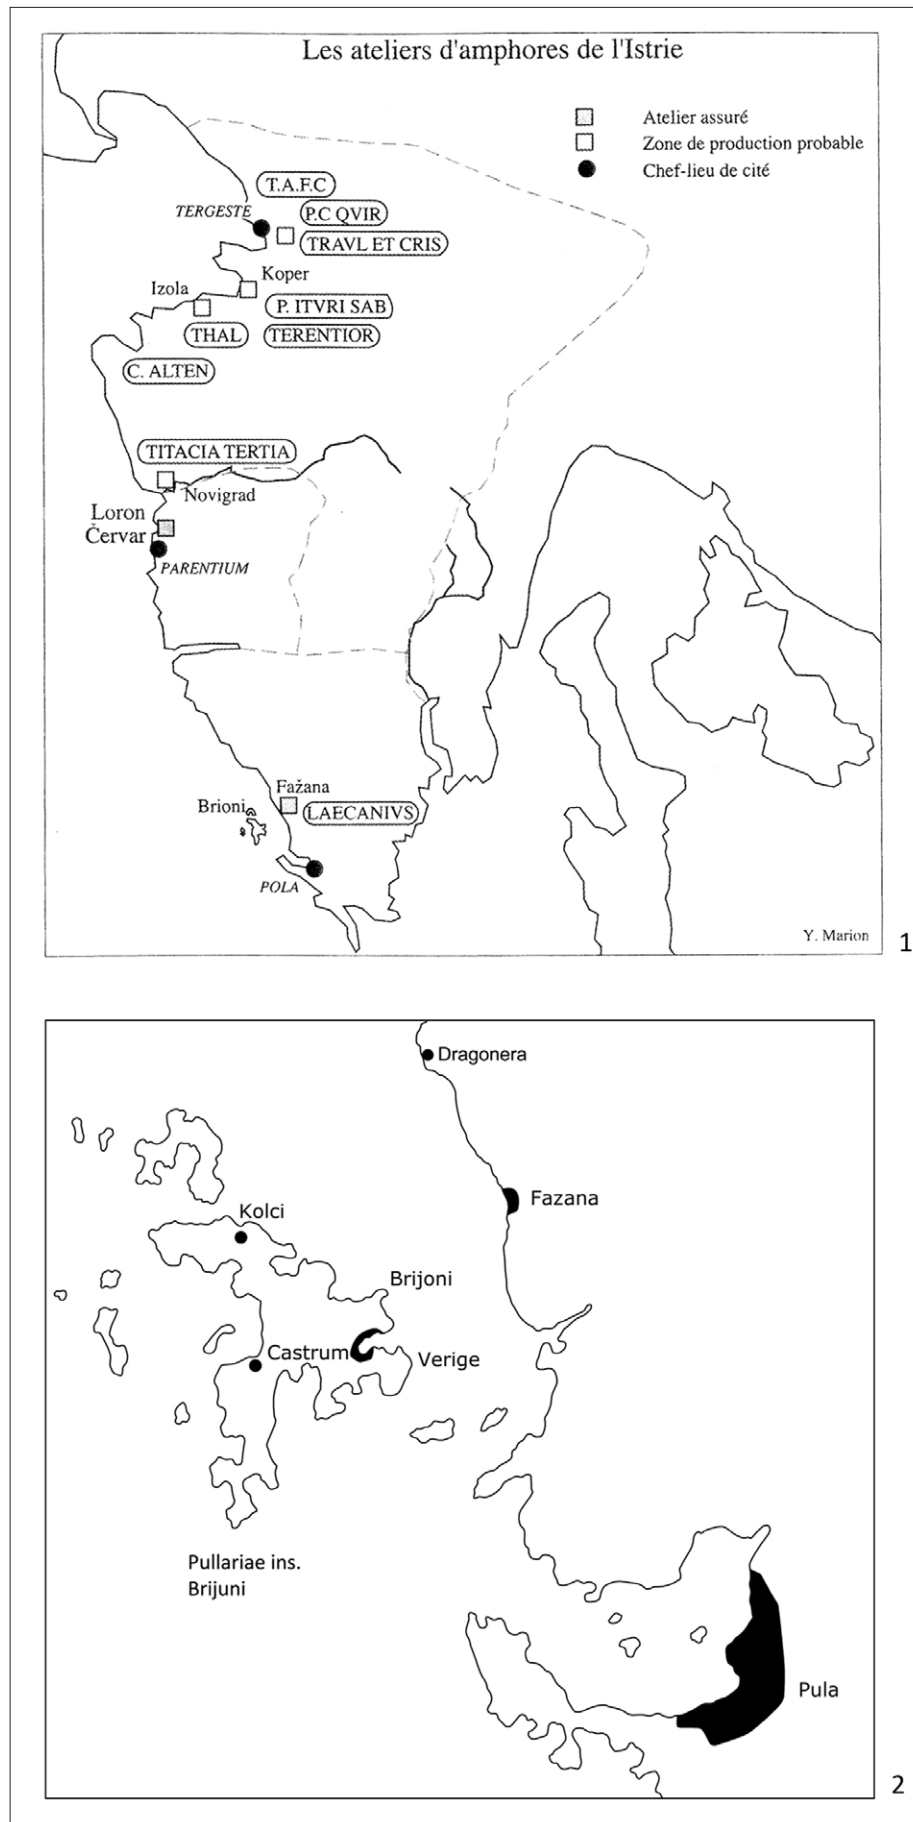 Les ateliers d'amphores de l'Istrie
Atelier assuré
Zone de production probable
Chef-lieu de cité
T.A.F.C
TERGESTE
P.C QVIR
TRAVL ET CRIS
Koper
Izola
P. ITVRI SAB
THAL
TERENTIOR
C. ALTEN
TITACIA TERTIA
Novigrad
Loron
Červar
PARENTIUM
Fažana
Brioni
LAECANIVS
POLA
Y. Marion
1
Dragonera
Fazana
Kolci
Brijoni
Castrum
Verige
Pullariae ins.
Brijuni
Pula
2